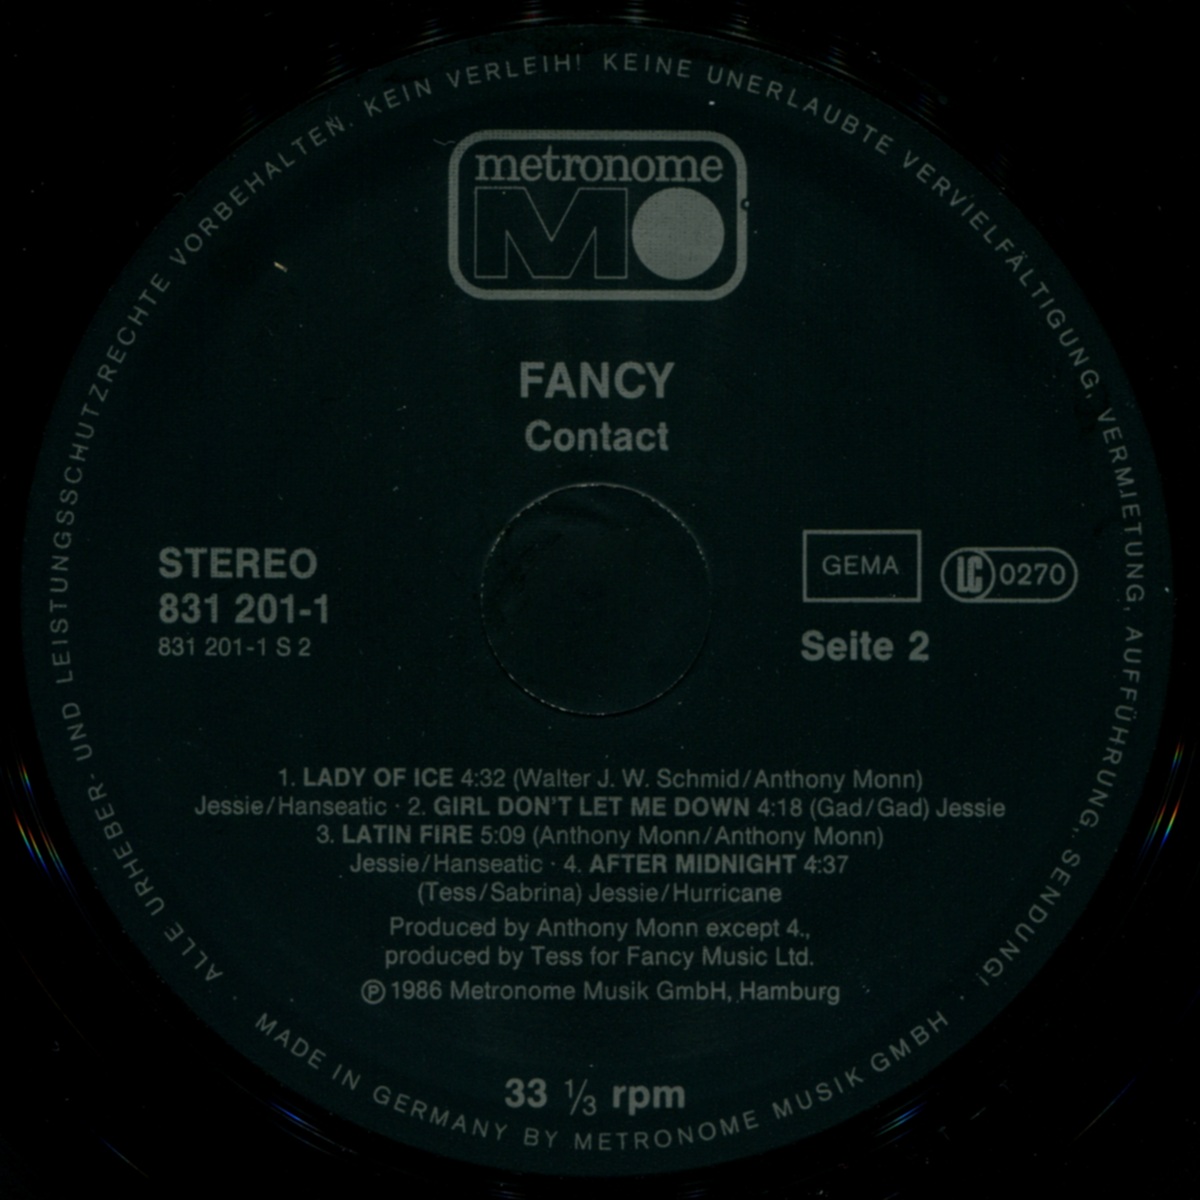 ALLE URHEBER- UND LEISTUNGSSCHUTZRECHTE VORBEHALTEN. KEIN VERLEIH! KEINE UNERLAUBTE VERVIELFÄLTIGUNG, VERMIETUNG, AUFFÜHRUNG, SENDUNG!
metronome
MO
FANCY
Contact
STEREO
831 201-1
831 201-1 S 2
GEMA
LC 0270
Seite 2
1. LADY OF ICE 4:32 (Walter J. W. Schmid/Anthony Monn)
Jessie/Hanseatic · 2. GIRL DON'T LET ME DOWN 4:18 (Gad/Gad) Jessie
3. LATIN FIRE 5:09 (Anthony Monn/Anthony Monn)
Jessie/Hanseatic · 4. AFTER MIDNIGHT 4:37
(Tess/Sabrina) Jessie/Hurricane
Produced by Anthony Monn except 4.,
produced by Tess for Fancy Music Ltd.
℗ 1986 Metronome Musik GmbH, Hamburg
33 ⅓ rpm
· MADE IN GERMANY BY METRONOME MUSIK GMBH ·